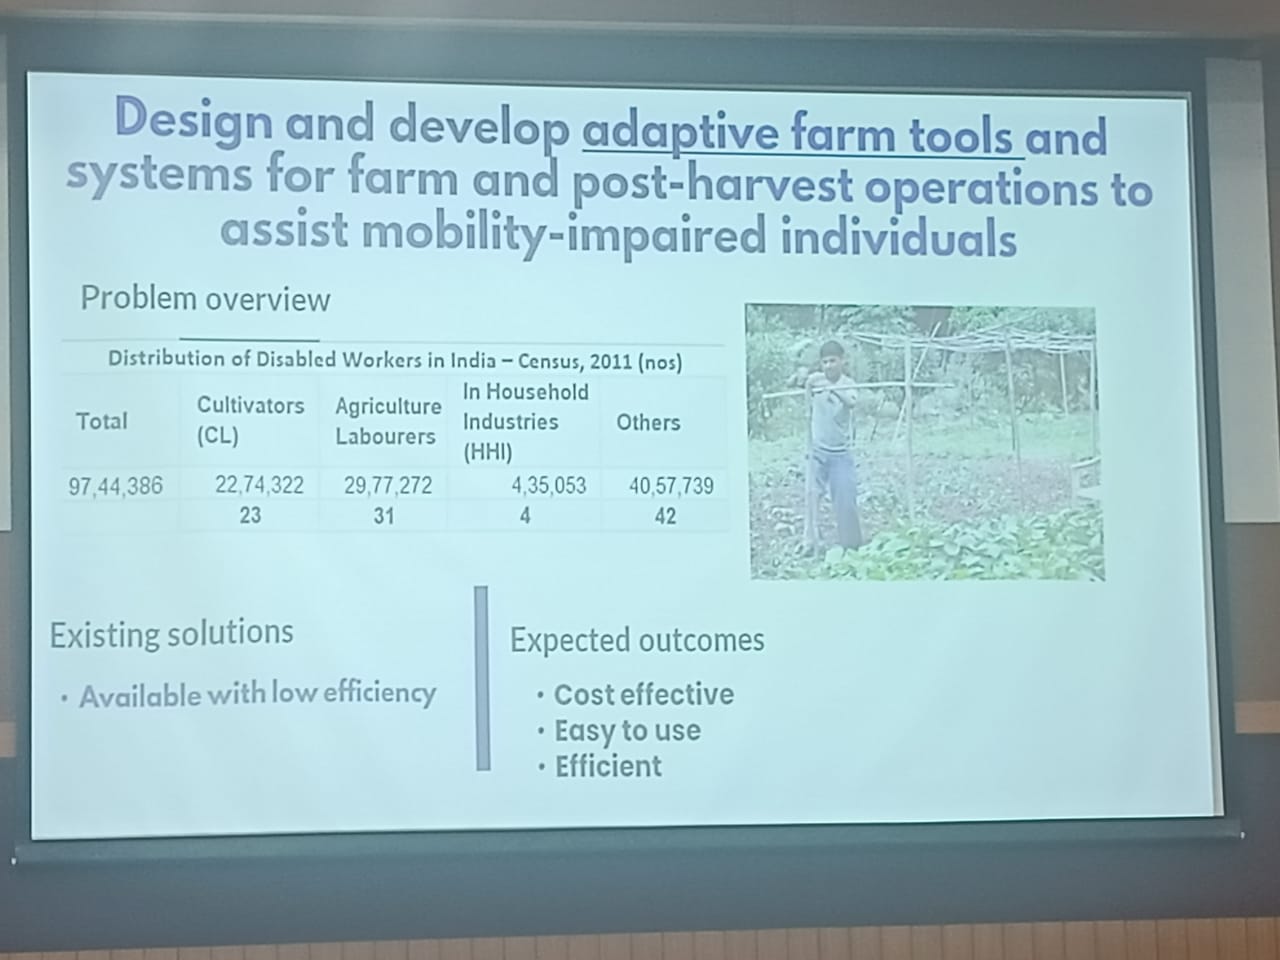 Design and develop adaptive farm tools and
systems for farm and post-harvest operations to
assist mobility-impaired individuals
Problem overview
Distribution of Disabled Workers in India – Census, 2011 (nos)
Total
Cultivators
(CL)
Agriculture
Labourers
In Household
Industries
(HHI)
Others
97,44,386 22,74,322 29,77,272 4,35,053 40,57,739
23 31 4 42
Existing solutions
• Available with low efficiency
Expected outcomes
• Cost effective
• Easy to use
• Efficient